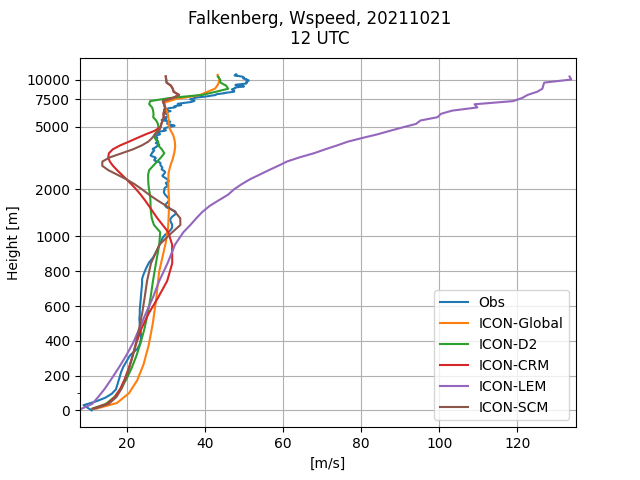 Falkenberg, Wspeed, 20211021
12 UTC
Height [m]
10000
7500
5000
2000
1000
800
600
400
200
0
20
40
60
80
100
120
[m/s]
Obs
ICON-Global
ICON-D2
ICON-CRM
ICON-LEM
ICON-SCM